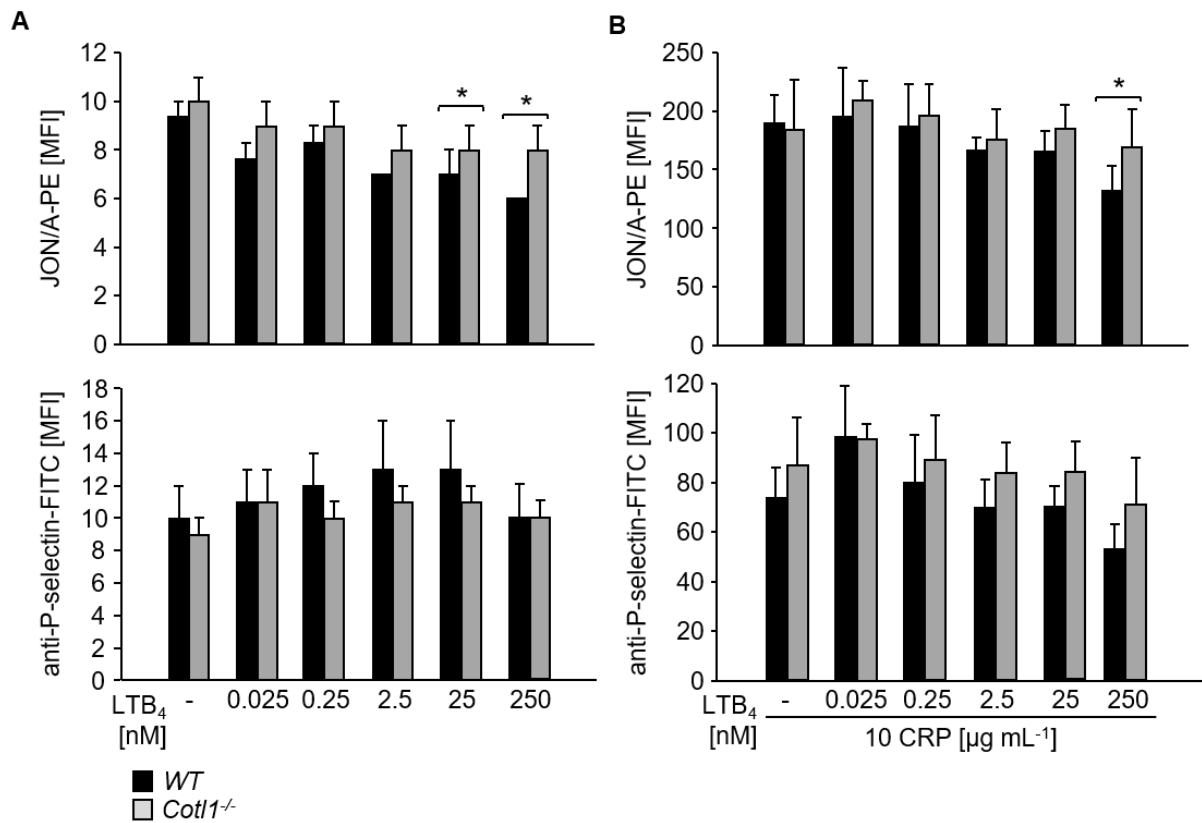 A
JON/A-PE [MFI]
12
10
8
6
4
2
0
*
*
anti-P-selectin-FITC [MFI]
18
16
14
12
10
8
6
4
2
0
LTB₄ - 0.025 0.25 2.5 25 250
[nM]
B
JON/A-PE [MFI]
250
200
150
100
50
0
*
anti-P-selectin-FITC [MFI]
120
100
80
60
40
20
0
LTB₄ - 0.025 0.25 2.5 25 250
[nM] 10 CRP [µg mL⁻¹]
WT
Cotl1⁻/⁻